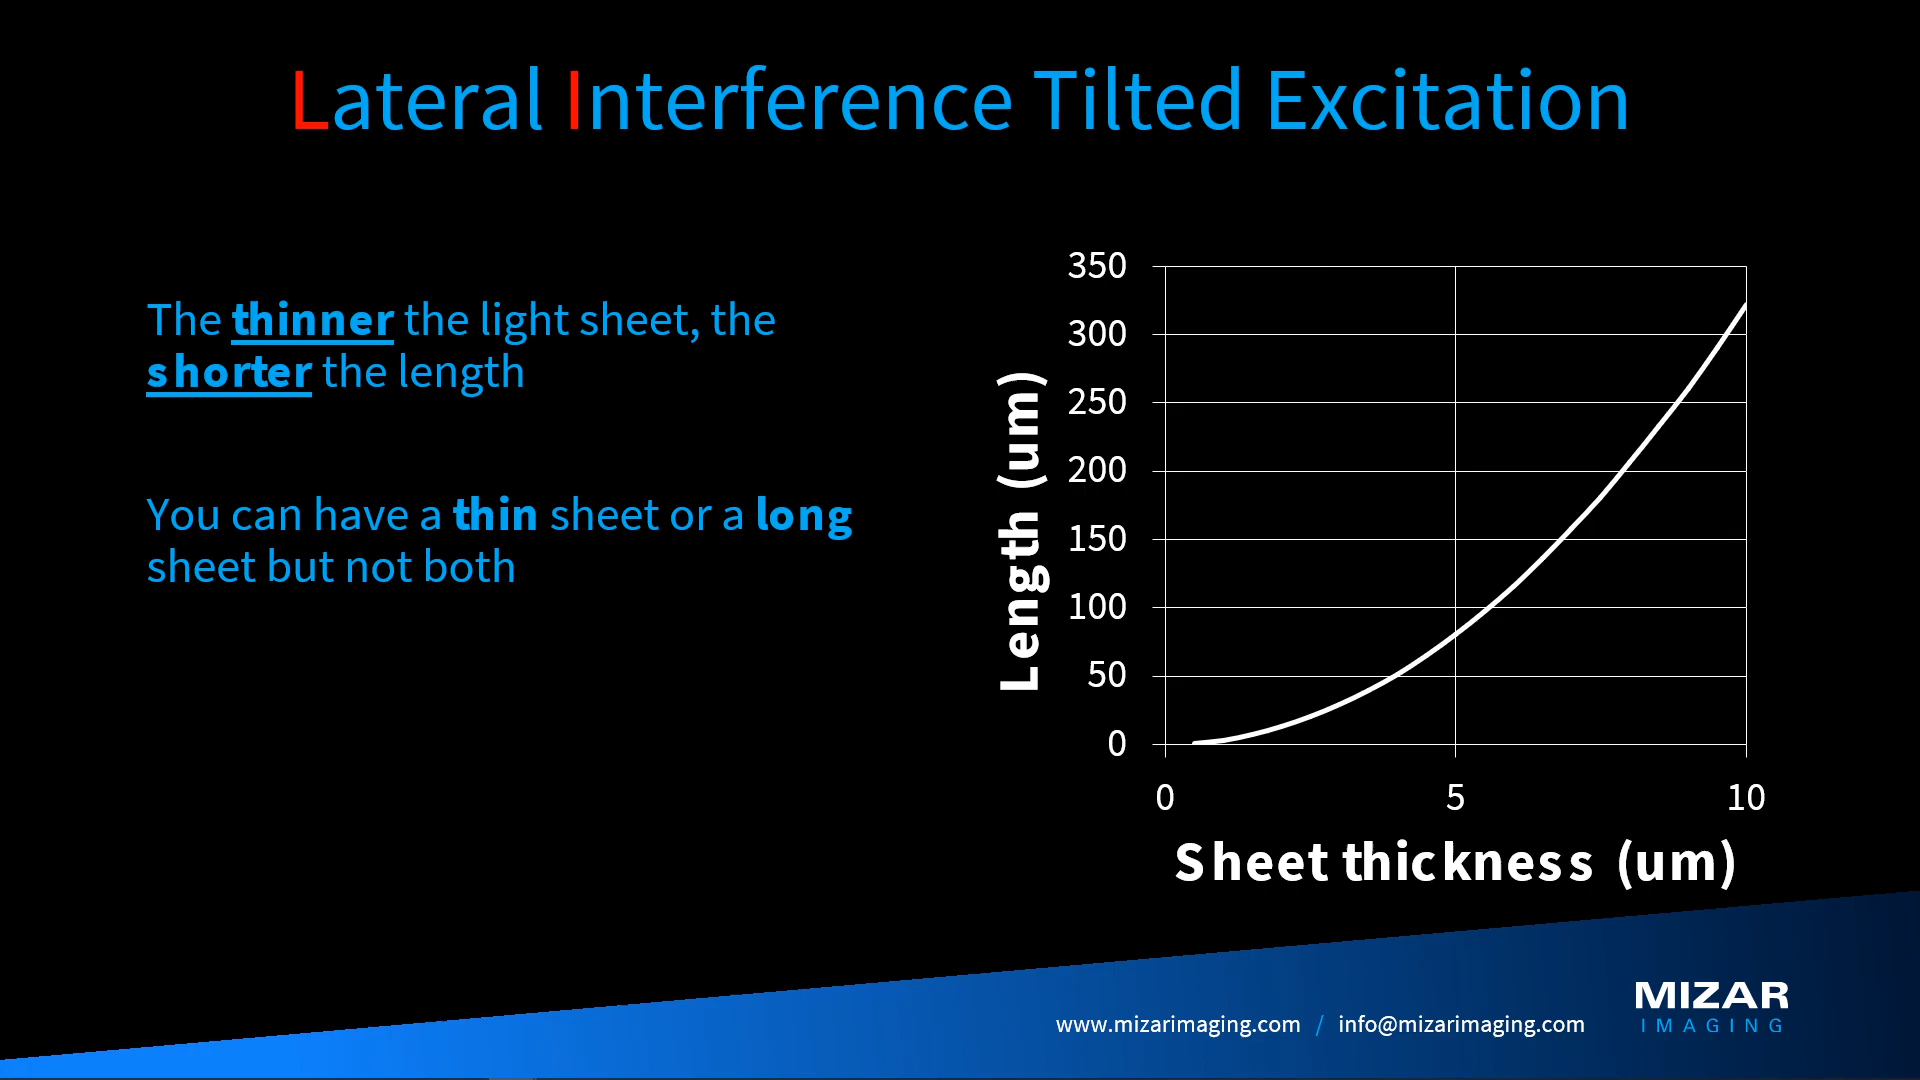 Lateral Interference Tilted Excitation
The thinner the light sheet, the
shorter the length
You can have a thin sheet or a long
sheet but not both
Length (um)
350
300
250
200
150
100
50
0
0 5 10
Sheet thickness (um)
www.mizarimaging.com / info@mizarimaging.com
MIZAR
IMAGING